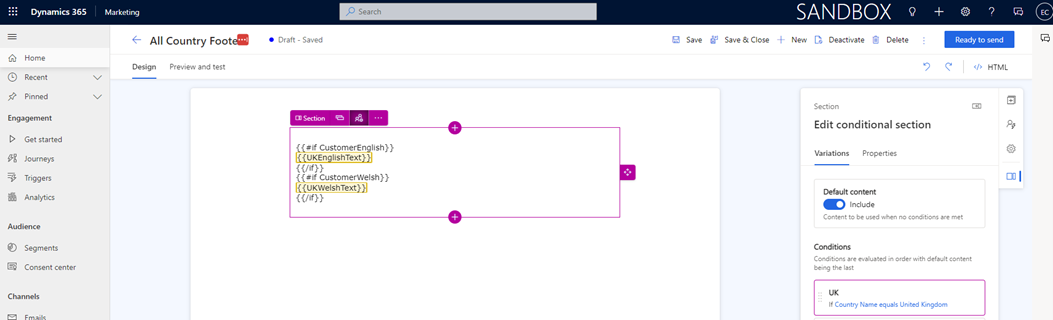 Dynamics 365 Marketing Search SANDBOX EC
All Country Foote Draft - Saved Save Save & Close New Deactivate Delete Ready to send
Home
Design Preview and test HTML
Recent
Pinned
Section
Section
Edit conditional section
Engagement
Get started
{{#if CustomerEnglish}}
{{UKEnglishText}}
{{/if}}
{{#if CustomerWelsh}}
{{UKWelshText}}
{{/if}}
Variations Properties
Journeys
Triggers
Analytics
Default content
Include
Content to be used when no conditions are met
Audience
Segments
Consent center
Conditions
Conditions are evaluated in order with default content
being the last
Channels
Emails
UK
If Country Name equals United Kingdom